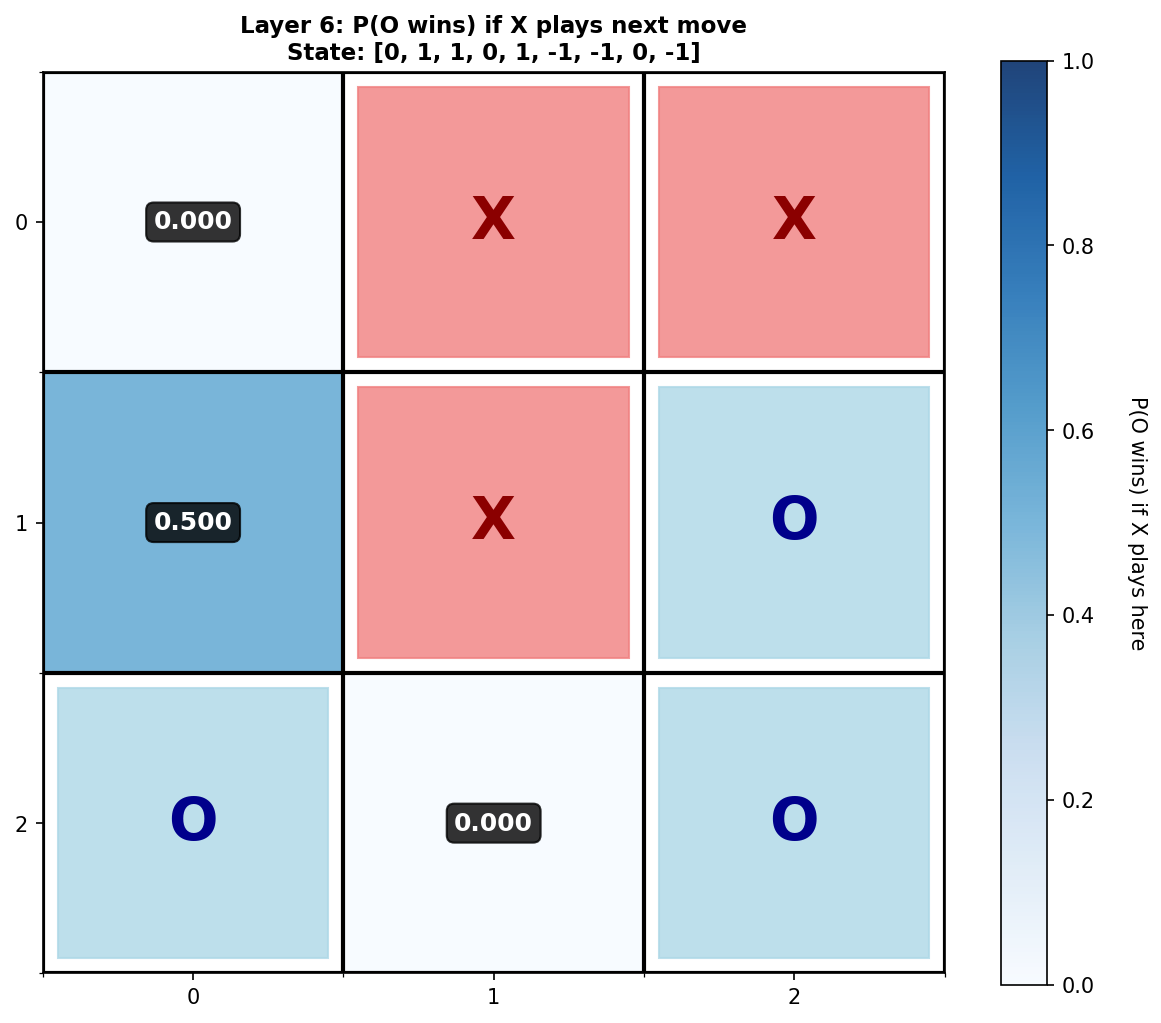 Layer 6: P(O wins) if X plays next move
State: [0, 1, 1, 0, 1, -1, -1, 0, -1]
0
0.000
X
X
1
0.500
X
O
2
O
0.000
O
0
1
2
1.0
0.8
0.6
0.4
0.2
0.0
P(O wins) if X plays here